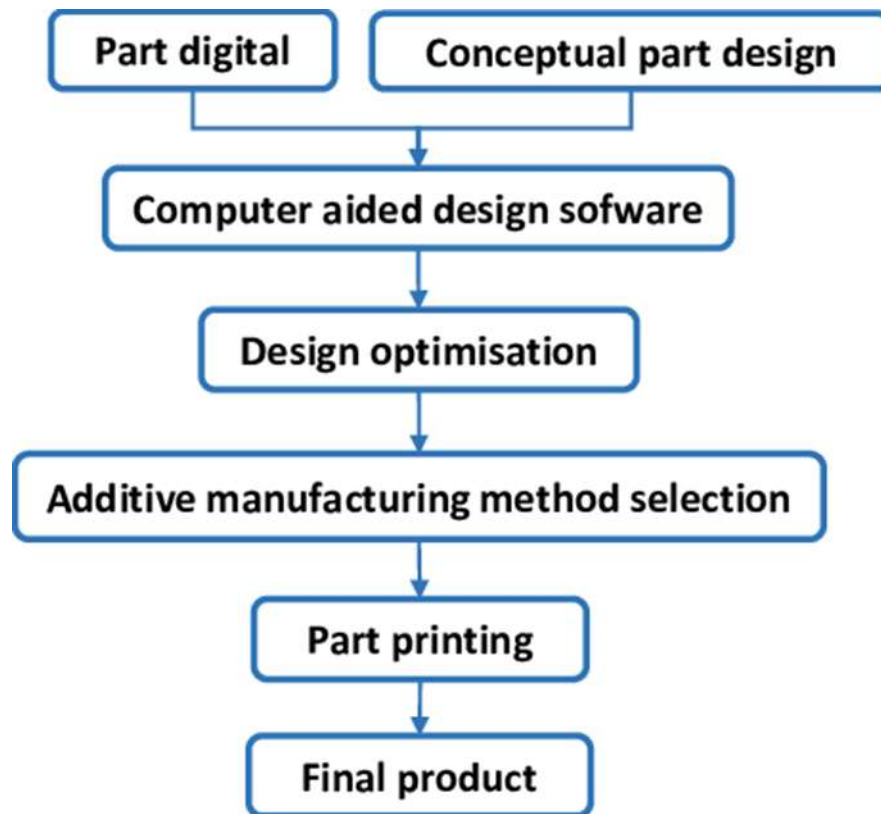 Part digital
Conceptual part design
Computer aided design sofware
Design optimisation
Additive manufacturing method selection
Part printing
Final product